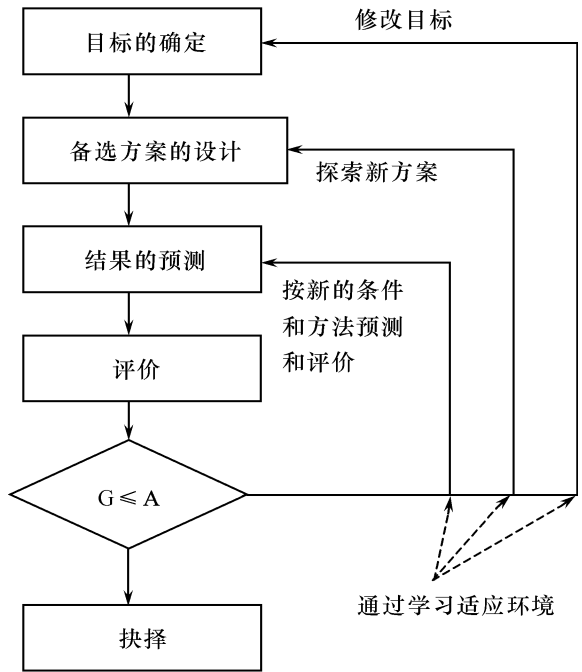 修改目标
目标的确定
备选方案的设计
探索新方案
结果的预测
按新的条件
和方法预测
和评价
评价
G≤A
通过学习适应环境
抉择